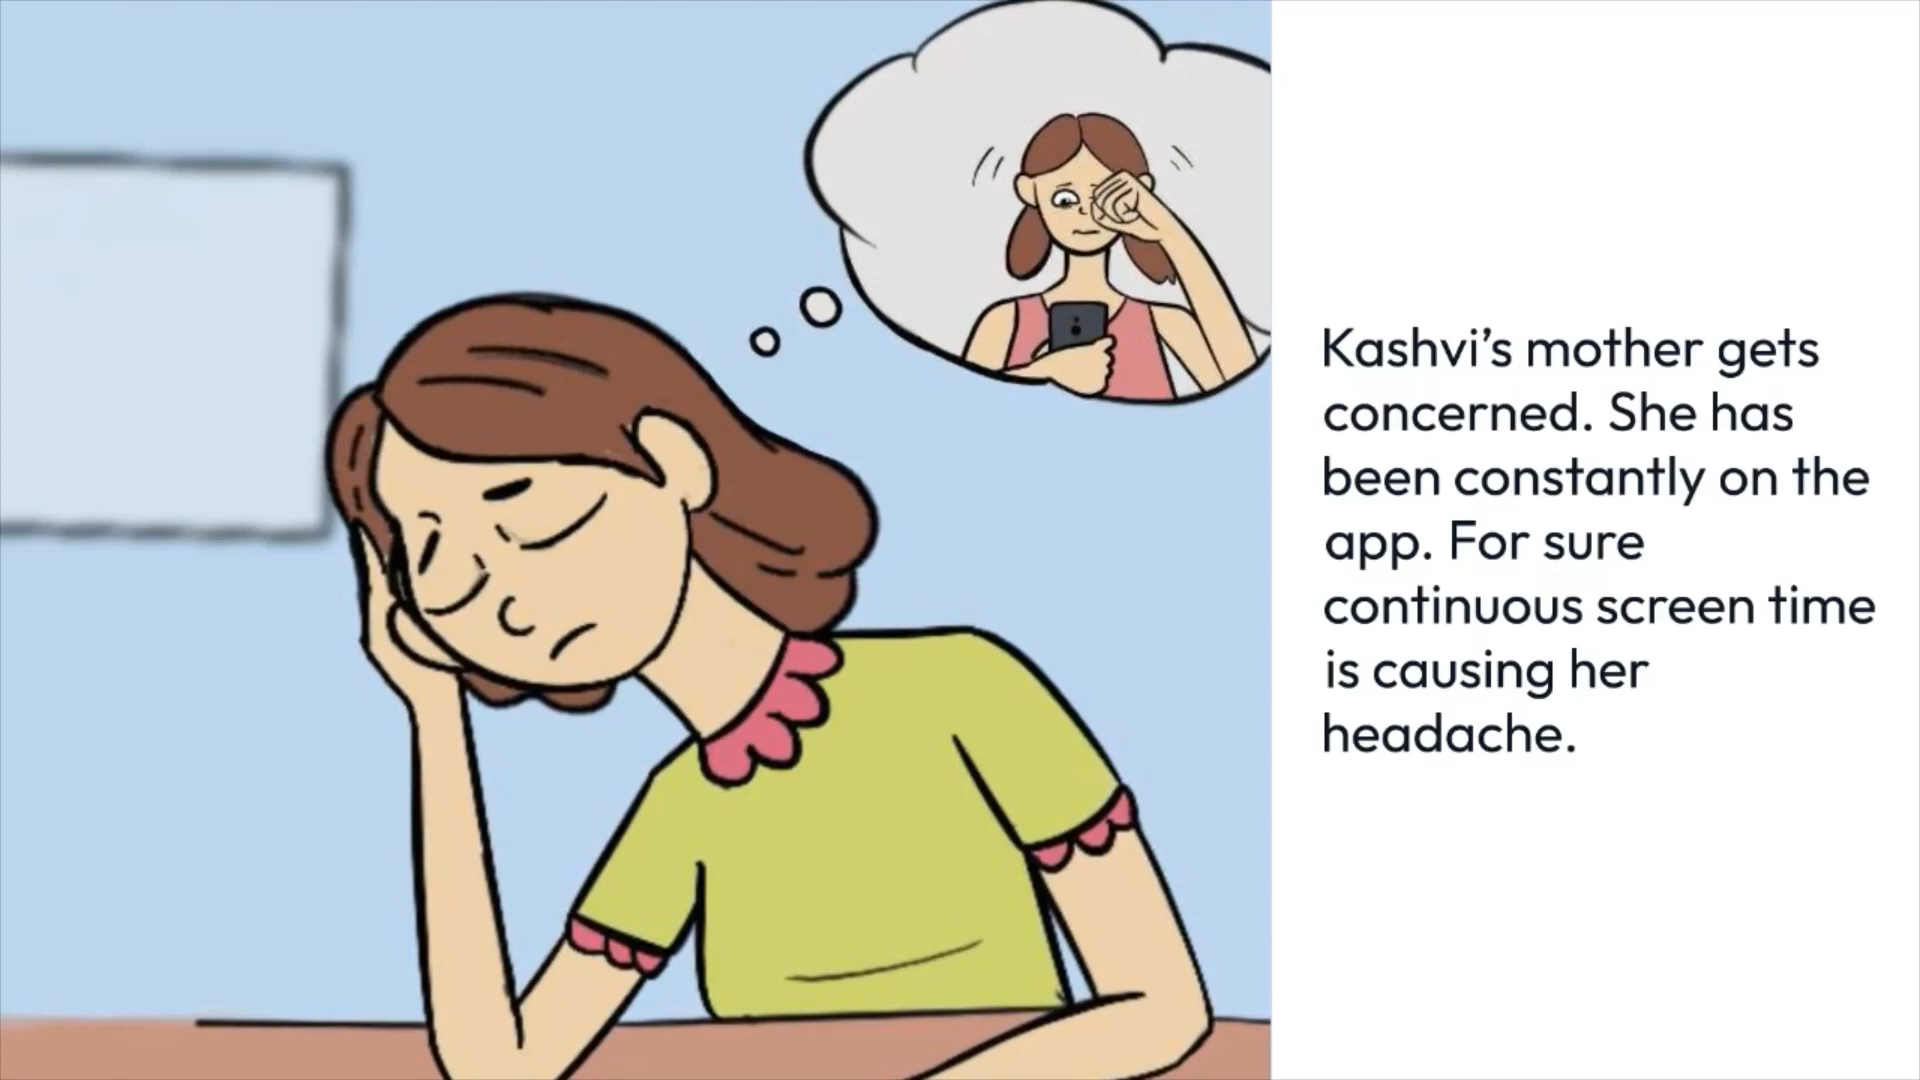 Kashvi’s mother gets
concerned. She has
been constantly on the
app. For sure
continuous screen time
is causing her
headache.